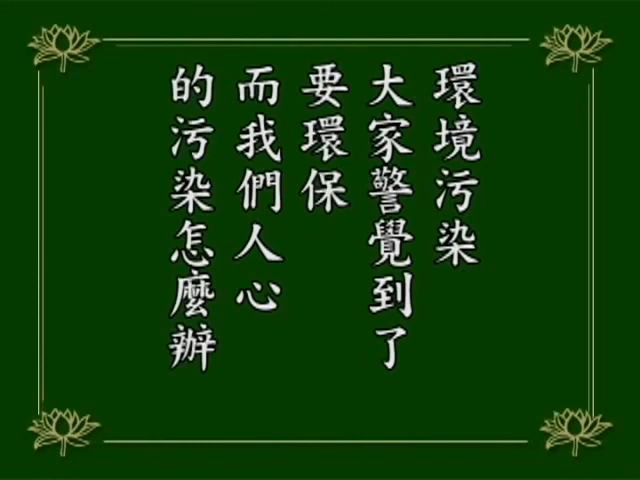 環境污染
大家警覺到了
要環保
而我們人心
的污染怎麼辦